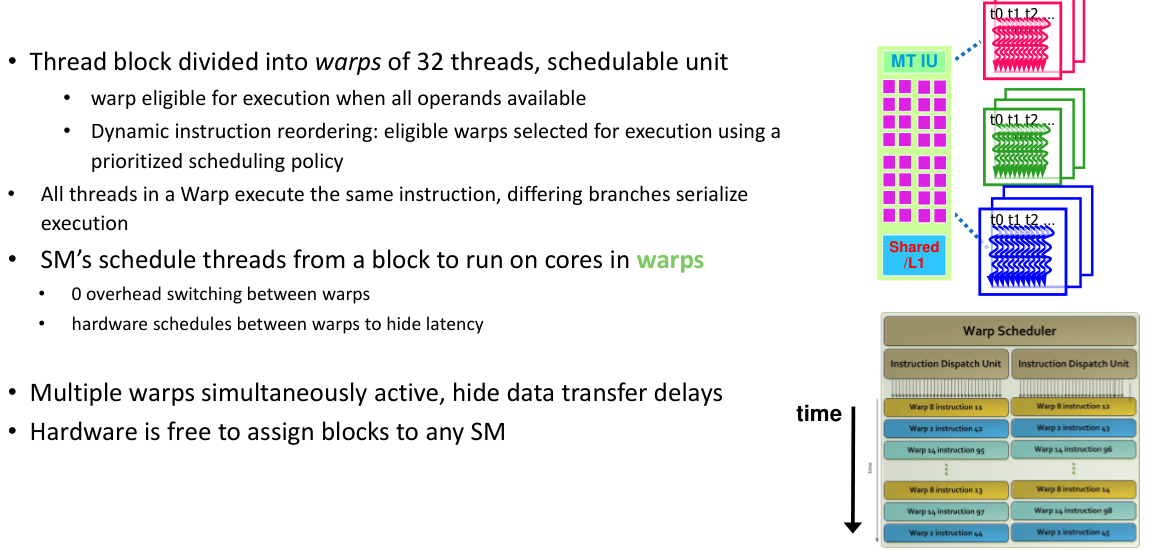 • Thread block divided into warps of 32 threads, schedulable unit
• warp eligible for execution when all operands available
• Dynamic instruction reordering: eligible warps selected for execution using a
prioritized scheduling policy
• All threads in a Warp execute the same instruction, differing branches serialize
execution
• SM's schedule threads from a block to run on cores in warps
• 0 overhead switching between warps
• hardware schedules between warps to hide latency
• Multiple warps simultaneously active, hide data transfer delays
• Hardware is free to assign blocks to any SM
MT IU
Shared
/L1
t0 t1 t2 ...
t0 t1 t2 ...
t0 t1 t2 ...
time
Warp Scheduler
Instruction Dispatch Unit Instruction Dispatch Unit
Warp 8 instruction 11 Warp 8 instruction 12
Warp 2 instruction 42 Warp 2 instruction 43
Warp 14 instruction 95 Warp 14 instruction 96
Warp 8 instruction 13 Warp 8 instruction 14
Warp 14 instruction 97 Warp 14 instruction 98
Warp 2 instruction 44 Warp 2 instruction 45
time